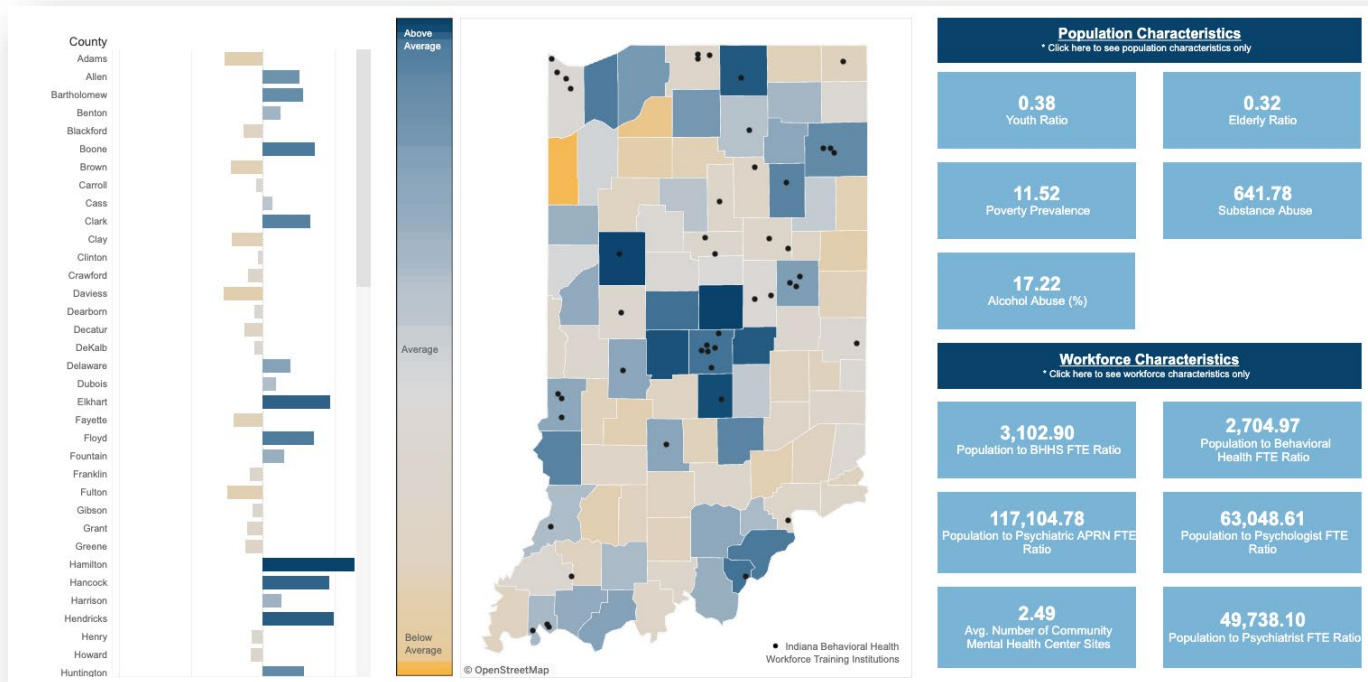 County
Adams
Allen
Bartholomew
Benton
Blackford
Boone
Brown
Carroll
Cass
Clark
Clay
Clinton
Crawford
Daviess
Dearborn
Decatur
DeKalb
Delaware
Dubois
Elkhart
Fayette
Floyd
Fountain
Franklin
Fulton
Gibson
Grant
Greene
Hamilton
Hancock
Harrison
Hendricks
Henry
Howard
Huntington
Above
Average
Average
Below
Average
© OpenStreetMap
Indiana Behavioral Health
Workforce Training Institutions
Population Characteristics
* Click here to see population characteristics only
0.38
Youth Ratio
0.32
Elderly Ratio
11.52
Poverty Prevalence
641.78
Substance Abuse
17.22
Alcohol Abuse (%)
Workforce Characteristics
* Click here to see workforce characteristics only
3,102.90
Population to BHHS FTE Ratio
2,704.97
Population to Behavioral
Health FTE Ratio
117,104.78
Population to Psychiatric APRN FTE
Ratio
63,048.61
Population to Psychologist FTE
Ratio
2.49
Avg. Number of Community
Mental Health Center Sites
49,738.10
Population to Psychiatrist FTE Ratio